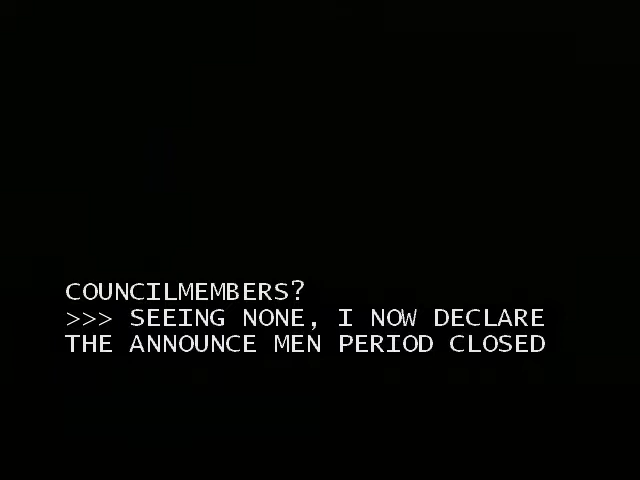 COUNCILMEMBERS?
>>> SEEING NONE, I NOW DECLARE
THE ANNOUNCE MEN PERIOD CLOSED